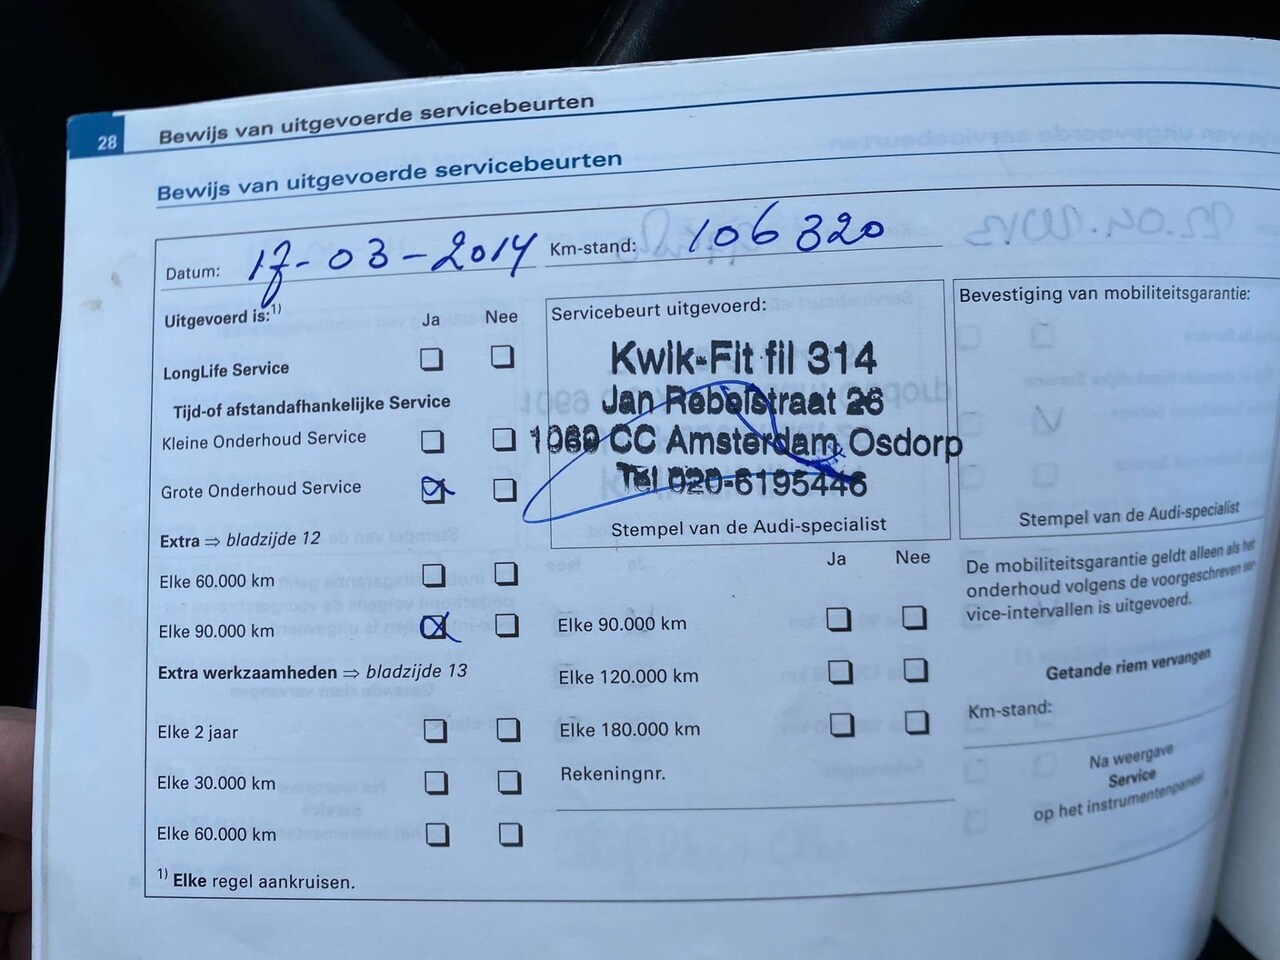 28
Bewijs van uitgevoerde servicebeurten
Bewijs van uitgevoerde servicebeurten
Datum: 17-03-2014 Km-stand: 106320
Uitgevoerd is:1) Ja Nee
LongLife Service
Tijd-of afstandafhankelijke Service
Kleine Onderhoud Service
Grote Onderhoud Service
Extra ⇒ bladzijde 12
Elke 60.000 km
Elke 90.000 km
Extra werkzaamheden ⇒ bladzijde 13
Elke 2 jaar
Elke 30.000 km
Elke 60.000 km
1) Elke regel aankruisen.
Servicebeurt uitgevoerd:
Kwik-Fit fil 314
Jan Rebelstraat 26
1069 CC Amsterdam Osdorp
Tel 020-6195446
Stempel van de Audi-specialist
Ja Nee
Elke 90.000 km
Elke 120.000 km
Elke 180.000 km
Rekeningnr.
Bevestiging van mobiliteitsgarantie:
Stempel van de Audi-specialist
De mobiliteitsgarantie geldt alleen als het
onderhoud volgens de voorgeschreven ser-
vice-intervallen is uitgevoerd.
Getande riem vervangen
Km-stand:
Na weergave
Service
op het instrumentenpaneel